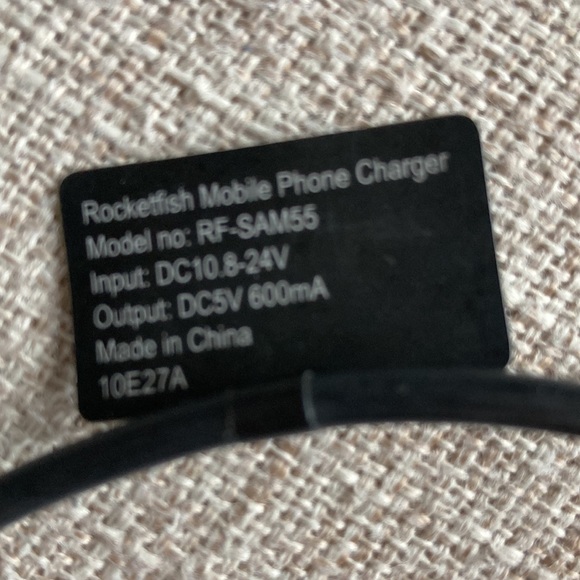 Rocketfish Mobile Phone Charger
Model no: RF-SAM55
Input: DC10.8-24V
Output: DC5V 600mA
Made in China
10E27A